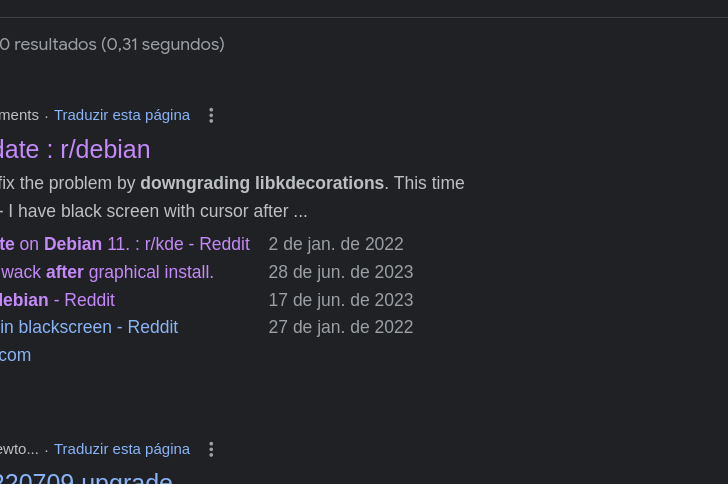 0 resultados (0,31 segundos)
ments · Traduzir esta página
date : r/debian
fix the problem by downgrading libkdecorations. This time
- I have black screen with cursor after ...
te on Debian 11. : r/kde - Reddit 2 de jan. de 2022
wack after graphical install. 28 de jun. de 2023
debian - Reddit 17 de jun. de 2023
in blackscreen - Reddit 27 de jan. de 2022
com
ewto... · Traduzir esta página
220709 upgrade